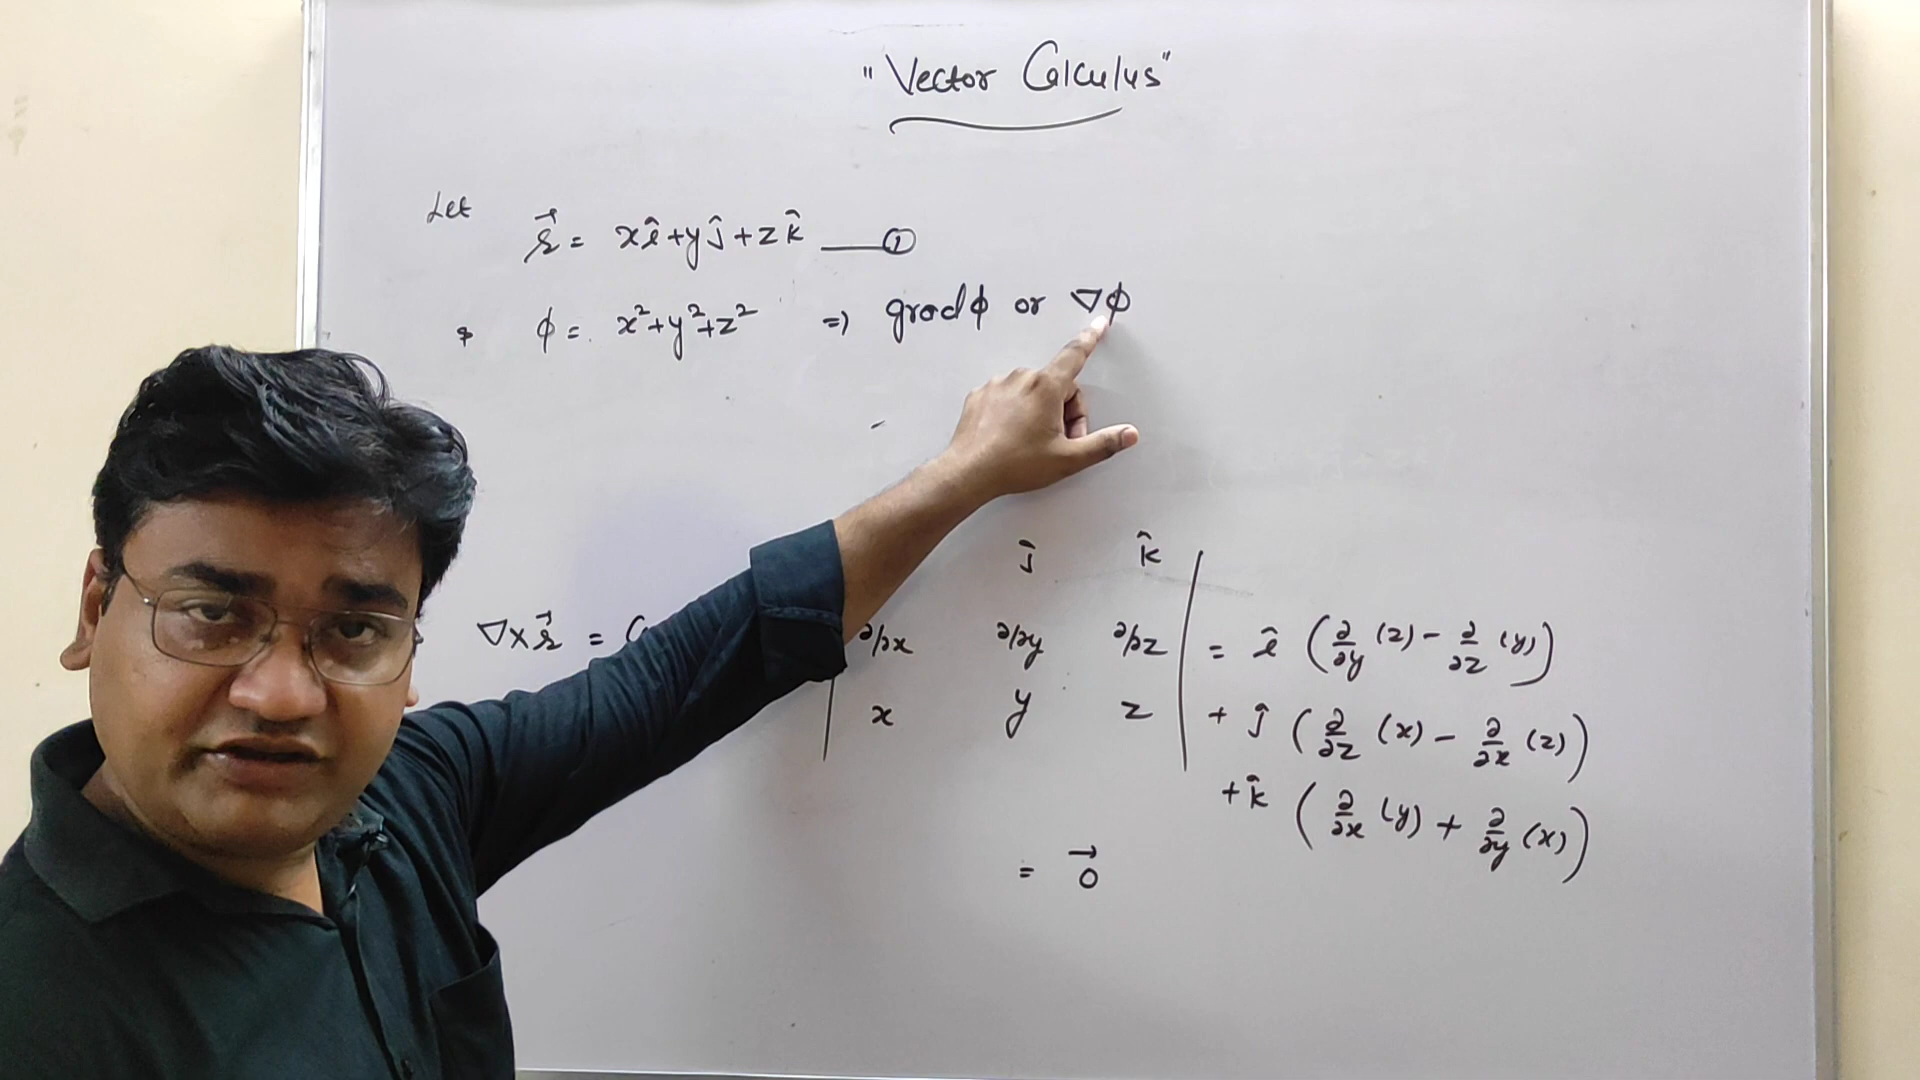 "Vector Calculus"
Let
r⃗ = xî+yĵ+zk̂ ——①
& φ = x²+y²+z² ⇒ gradφ or ∇φ
ĵ k̂
∇×r⃗ = ∂/∂x ∂/∂y ∂/∂z = î (∂/∂y (z) - ∂/∂z (y))
x y z + ĵ (∂/∂z (x) - ∂/∂x (z))
+k̂ (∂/∂x (y) + ∂/∂y (x))
= 0⃗